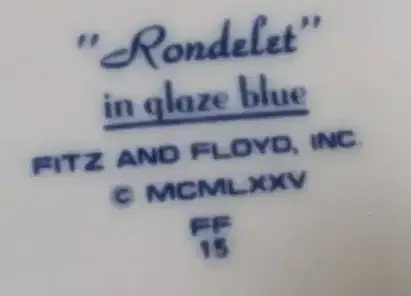 "Rondelet"
in glaze blue
FITZ AND FLOYD, INC.
© MCMLXXV
FF
15